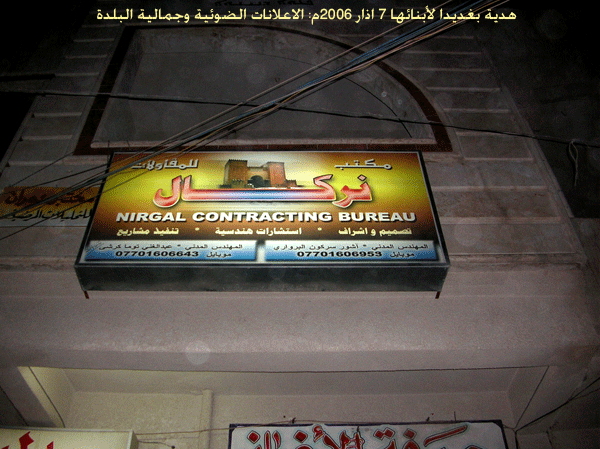 هدية بغديدا لأبنائها 7 اذار 2006م: الاعلانات الضوئية وجمالية البلدة
مكتب للمقاولات
نركال
NIRGAL CONTRACTING BUREAU
تصميم و اشراف * استشارات هندسية * تنفيذ مشاريع
المهندس المدني * آشور سركون البرواري
موبايل 07701606953
المهندس المدني * عبدالغني توما كرشي
موبايل 07701606643